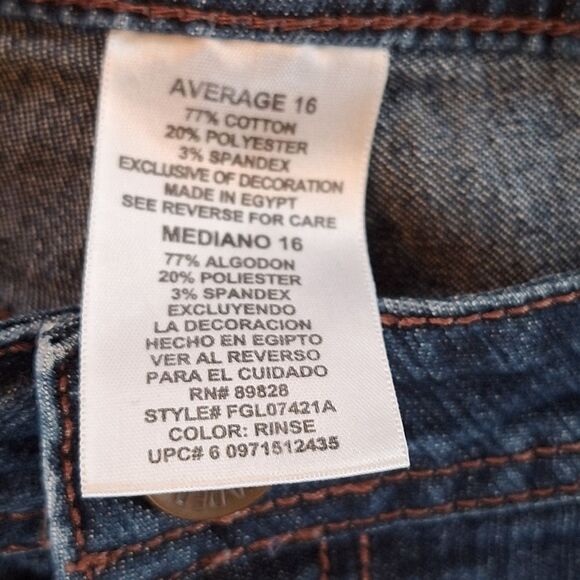 AVERAGE 16
77% COTTON
20% POLYESTER
3% SPANDEX
EXCLUSIVE OF DECORATION
MADE IN EGYPT
SEE REVERSE FOR CARE
MEDIANO 16
77% ALGODON
20% POLIESTER
3% SPANDEX
EXCLUYENDO
LA DECORACION
HECHO EN EGIPTO
VER AL REVERSO
PARA EL CUIDADO
RN# 89828
STYLE# FGL07421A
COLOR: RINSE
UPC# 6 0971512435